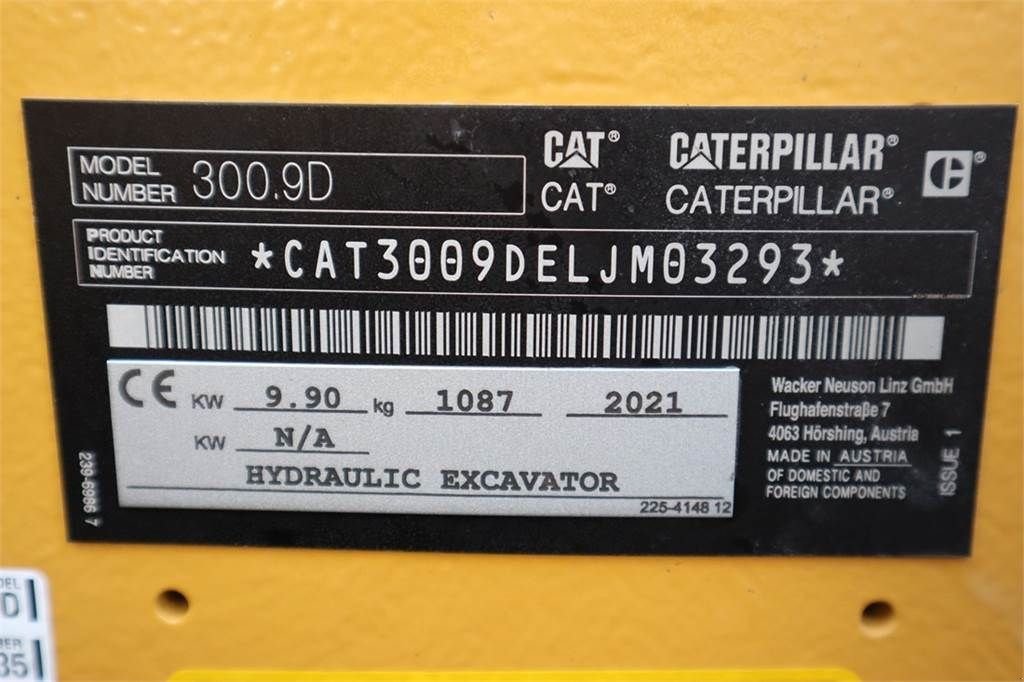 MODEL
NUMBER 300.9D
CAT® CATERPILLAR® ®
CAT® CATERPILLAR®
PRODUCT
IDENTIFICATION
NUMBER
*CAT3009DELJM03293*
CE KW 9.90 kg 1087 2021
KW N/A
HYDRAULIC EXCAVATOR
225-4148 12
Wacker Neuson Linz GmbH
Flughafenstraße 7
4063 Hörshing, Austria
MADE IN AUSTRIA
OF DOMESTIC AND
FOREIGN COMPONENTS
ISSUE 1
239-6966 7
D
35